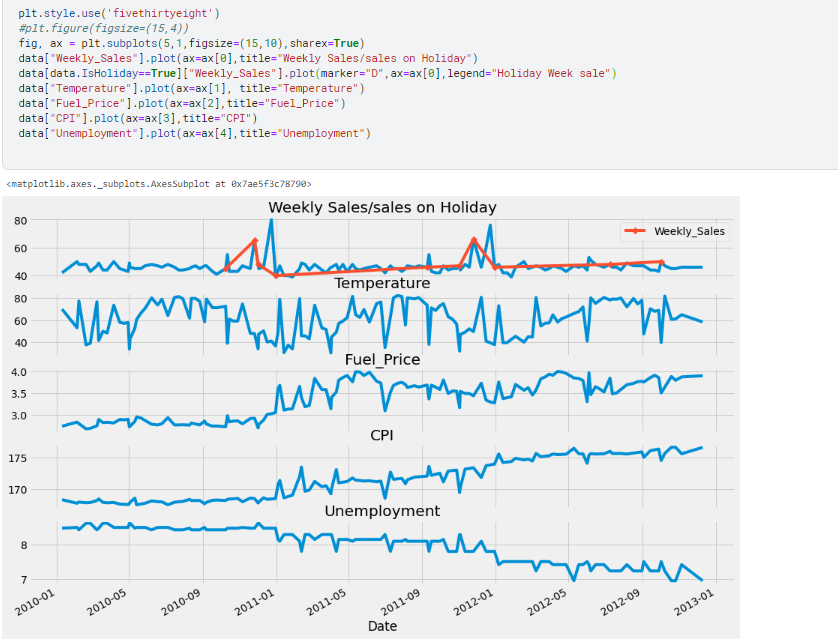 plt.style.use('fivethirtyeight')
#plt.figure(figsize=(15,4))
fig, ax = plt.subplots(5,1,figsize=(15,10),sharex=True)
data["Weekly_Sales"].plot(ax=ax[0],title="Weekly Sales/sales on Holiday")
data[data.IsHoliday==True]["Weekly_Sales"].plot(marker="D",ax=ax[0],legend="Holiday Week sale")
data["Temperature"].plot(ax=ax[1], title="Temperature")
data["Fuel_Price"].plot(ax=ax[2],title="Fuel_Price")
data["CPI"].plot(ax=ax[3],title="CPI")
data["Unemployment"].plot(ax=ax[4],title="Unemployment")
<matplotlib.axes._subplots.AxesSubplot at 0x7ae5f3c78790>
Weekly Sales/sales on Holiday
80
60
40
Weekly_Sales
Temperature
80
60
40
Fuel_Price
4.0
3.5
3.0
CPI
175
170
Unemployment
8
7
2010-01 2010-05 2010-09 2011-01 2011-05 2011-09 2012-01 2012-05 2012-09 2013-01
Date